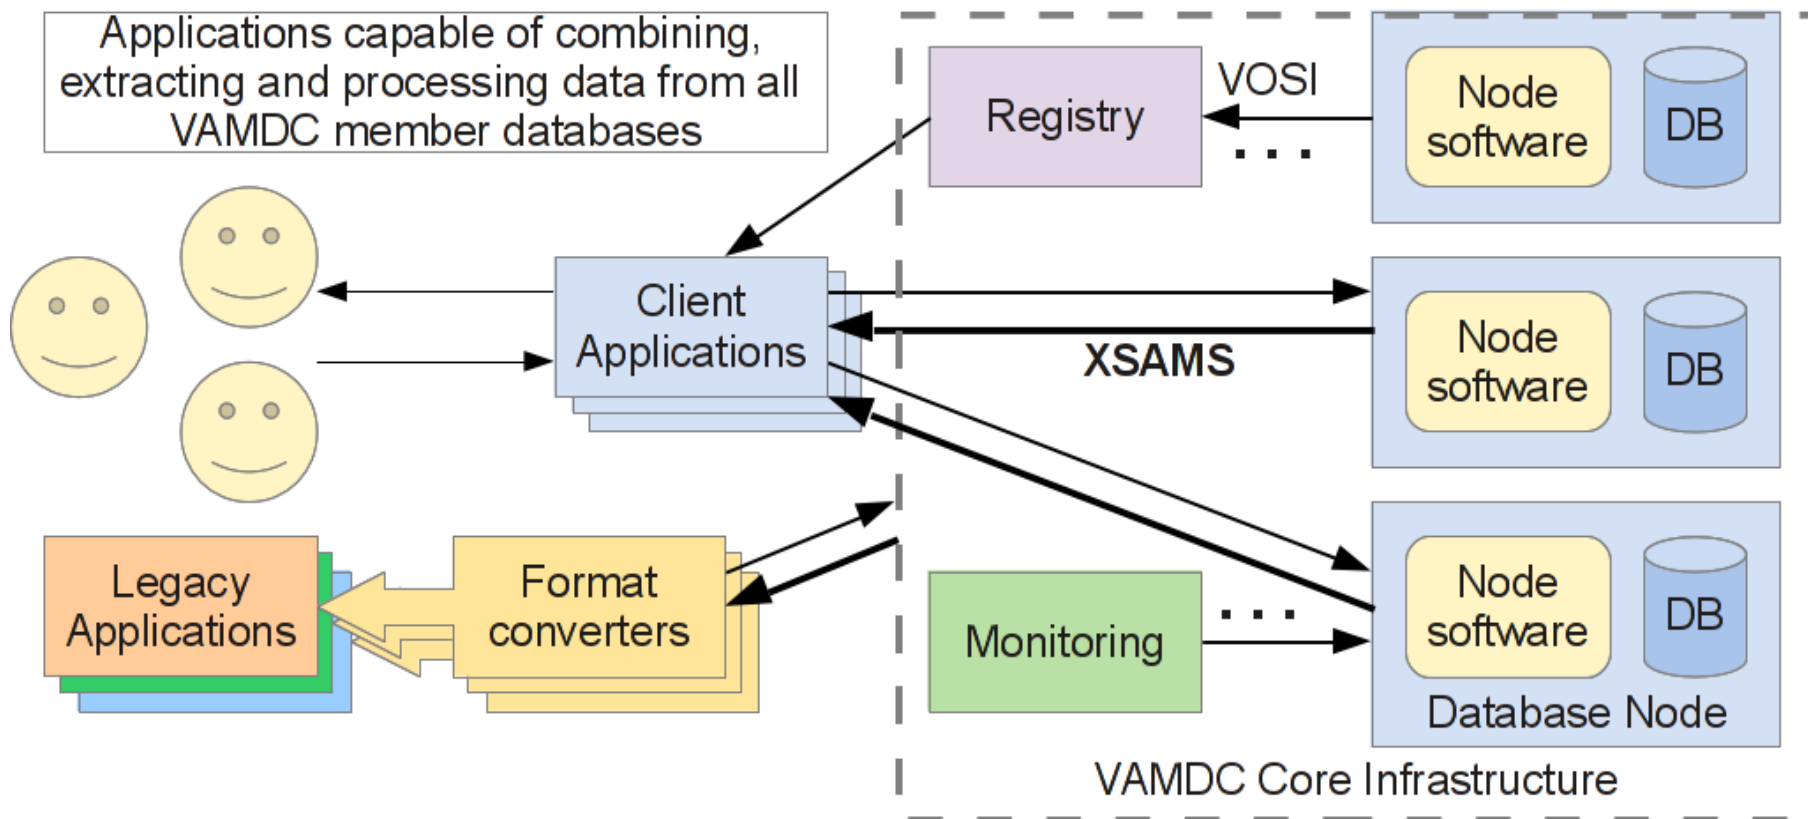 Applications capable of combining,
extracting and processing data from all
VAMDC member databases
Registry
VOSI
. . .
Node
software
DB
Client
Applications
XSAMS
Node
software
DB
Legacy
Applications
Format
converters
Monitoring
. . .
Node
software
DB
Database Node
VAMDC Core Infrastructure